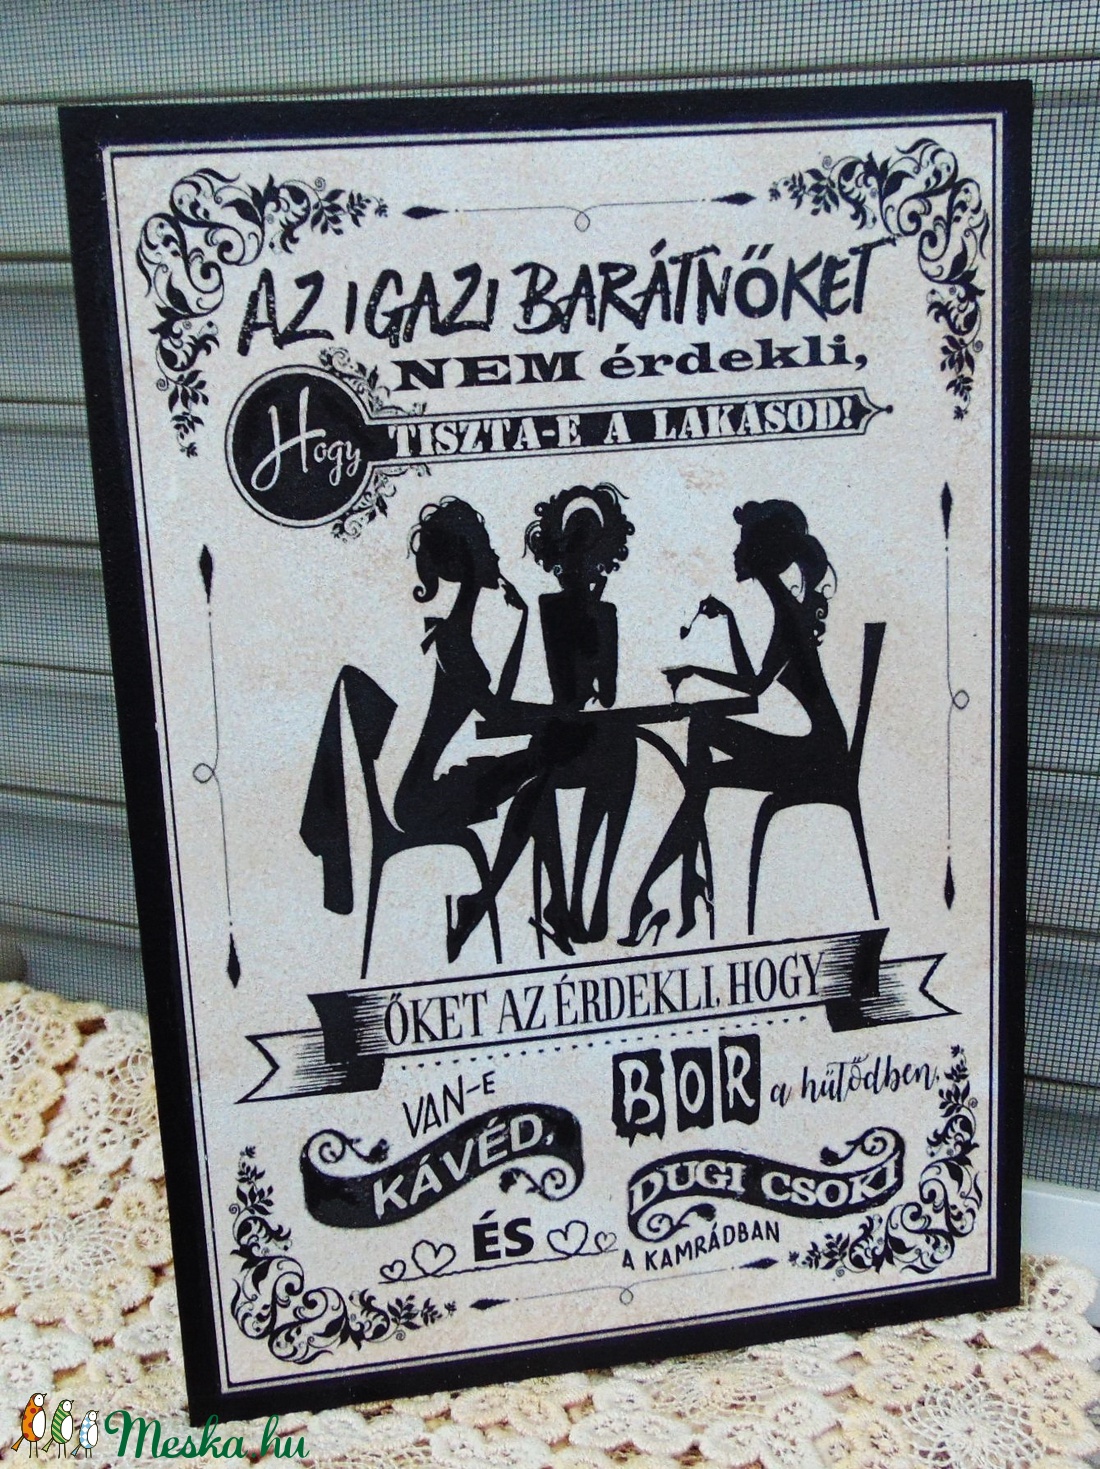 AZ IGAZI BARÁTNŐKET
NEM érdekli,
Hogy TISZTA-E A LAKÁSOD!
ŐKET AZ ÉRDEKLI, HOGY
VAN-E
KÁVÉD,
BOR a hűtődben,
ÉS
DUGI CSOKI
A KAMRÁDBAN
Meska.hu